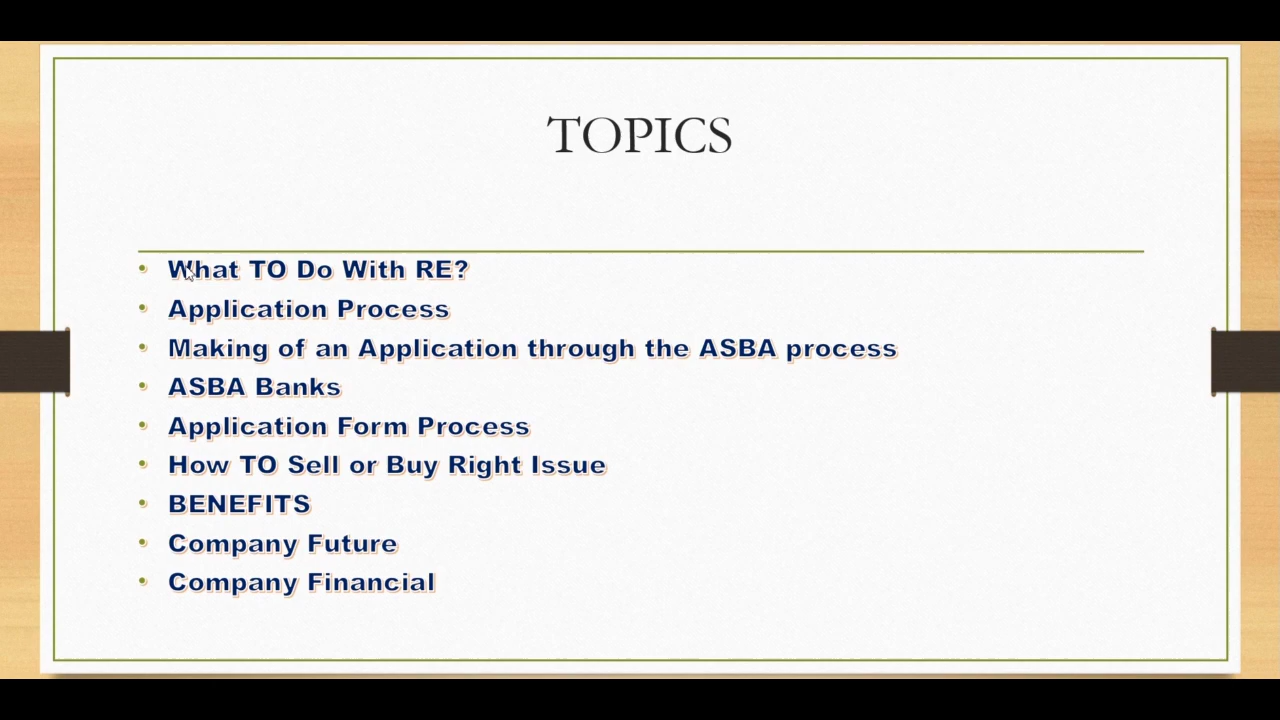 TOPICS
• What TO Do With RE?
• Application Process
• Making of an Application through the ASBA process
• ASBA Banks
• Application Form Process
• How TO Sell or Buy Right Issue
• BENEFITS
• Company Future
• Company Financial